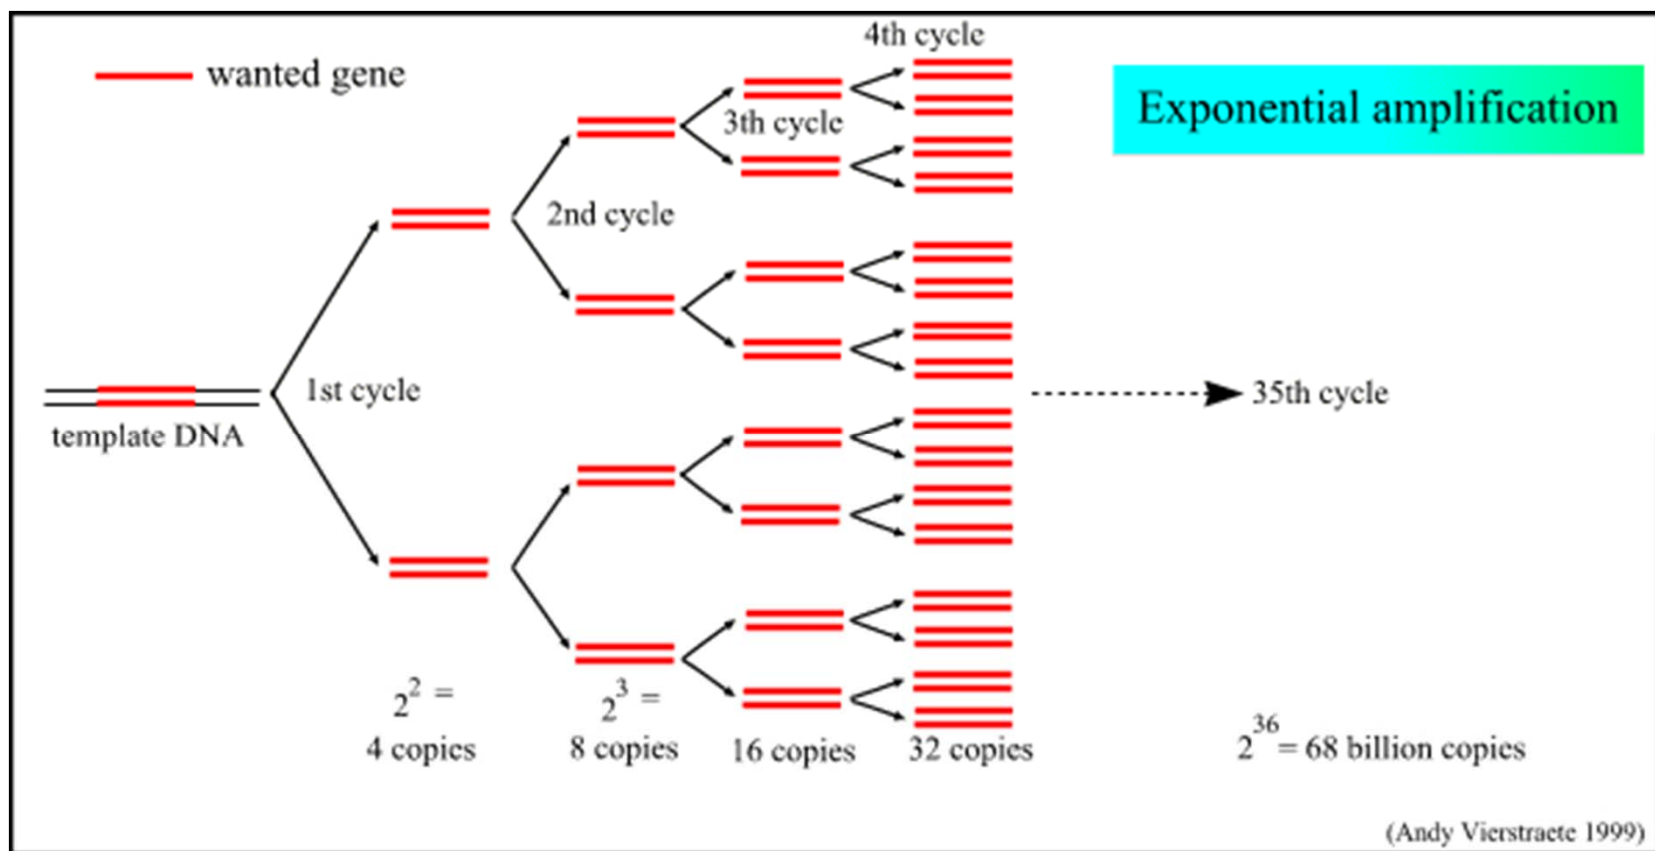 4th cycle
wanted gene
Exponential amplification
3th cycle
2nd cycle
1st cycle
35th cycle
template DNA
2² =
2³ =
4 copies
8 copies
16 copies
32 copies
2³⁶= 68 billion copies
(Andy Vierstraete 1999)